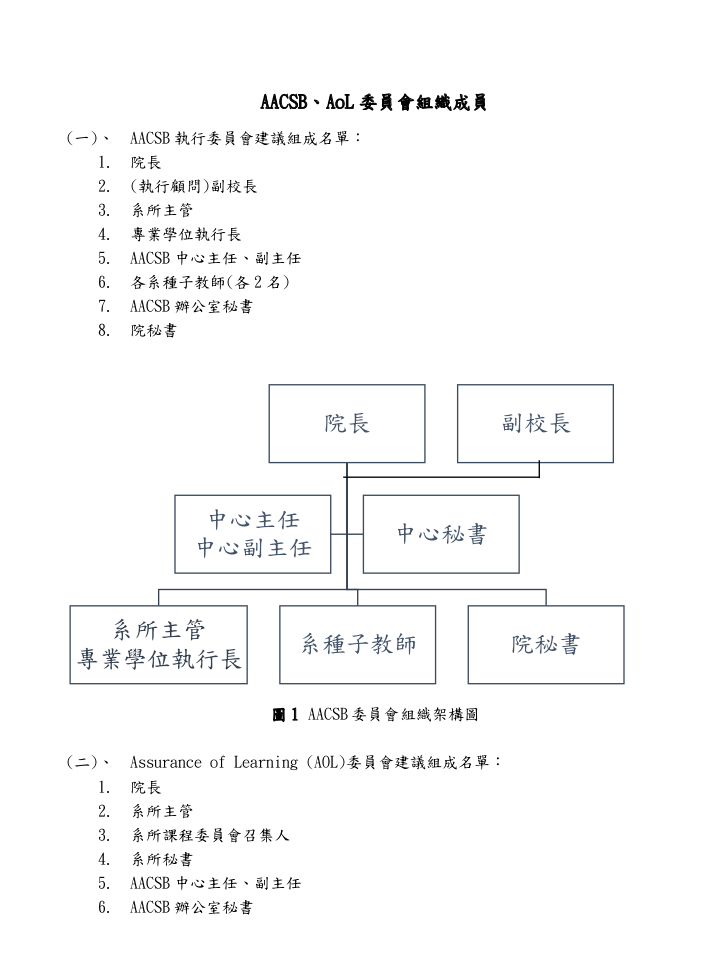 AACSB、AoL 委員會組織成員
(一)、 AACSB 執行委員會建議組成名單：
1. 院長
2. (執行顧問)副校長
3. 系所主管
4. 專業學位執行長
5. AACSB 中心主任、副主任
6. 各系種子教師(各 2 名)
7. AACSB 辦公室秘書
8. 院秘書
院長
副校長
中心主任
中心副主任
中心秘書
系所主管
專業學位執行長
系種子教師
院秘書
圖 1 AACSB 委員會組織架構圖
(二)、 Assurance of Learning (AOL)委員會建議組成名單：
1. 院長
2. 系所主管
3. 系所課程委員會召集人
4. 系所秘書
5. AACSB 中心主任、副主任
6. AACSB 辦公室秘書